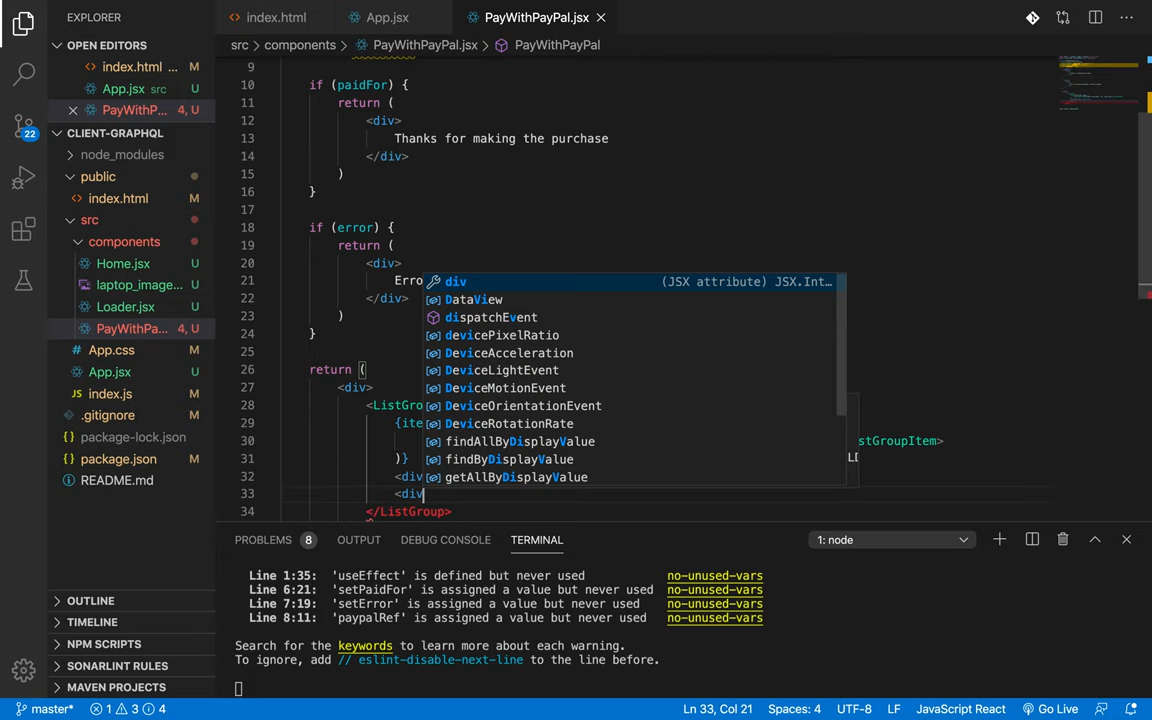 EXPLORER
index.html
App.jsx
PayWithPayPal.jsx
src > components > PayWithPayPal.jsx > PayWithPayPal
OPEN EDITORS
index.html ... M
App.jsx src U
PayWithP... 4, U
CLIENT-GRAPHQL
node_modules
public
index.html M
src
components
Home.jsx U
laptop_image... U
Loader.jsx U
PayWithPa... 4, U
App.css M
App.jsx U
index.js M
.gitignore M
package-lock.json
package.json M
README.md
OUTLINE
TIMELINE
NPM SCRIPTS
SONARLINT RULES
MAVEN PROJECTS
22
9
10 if (paidFor) {
11 return (
12 <div>
13 Thanks for making the purchase
14 </div>
15 )
16 }
17
18 if (error) {
19 return (
20 <div>
21 Erro
22 </div>
23 )
24 }
25
26 return (
27 <div>
28 <ListGro
29 {ite
30 stGroupItem>
31 )}
32 <div
33 <div
34 </ListGroup>
div (JSX attribute) JSX.Int...
DataView
dispatchEvent
devicePixelRatio
DeviceAcceleration
DeviceLightEvent
DeviceMotionEvent
DeviceOrientationEvent
DeviceRotationRate
findAllByDisplayValue
findByDisplayValue
getAllByDisplayValue
PROBLEMS 8 OUTPUT DEBUG CONSOLE TERMINAL 1: node
Line 1:35: 'useEffect' is defined but never used no-unused-vars
Line 6:21: 'setPaidFor' is assigned a value but never used no-unused-vars
Line 7:19: 'setError' is assigned a value but never used no-unused-vars
Line 8:11: 'paypalRef' is assigned a value but never used no-unused-vars
Search for the keywords to learn more about each warning.
To ignore, add // eslint-disable-next-line to the line before.
master* 1 3 4 Ln 33, Col 21 Spaces: 4 UTF-8 LF JavaScript React Go Live